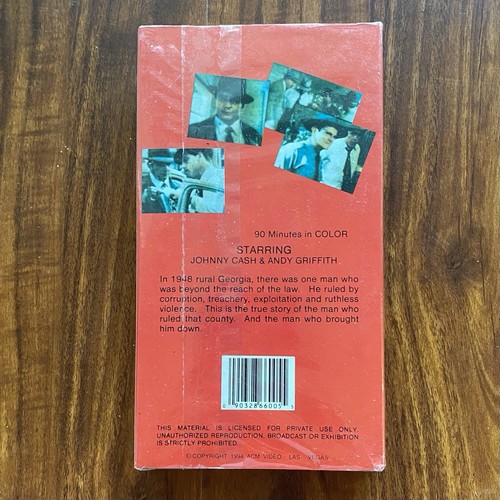 90 Minutes in COLOR
STARRING
JOHNNY CASH & ANDY GRIFFITH
In 1948 rural Georgia, there was one man who
was beyond the reach of the law. He ruled by
corruption, treachery, exploitation and ruthless
violence. This is the true story of the man who
ruled that county. And the man who brought
him down.
9032866005
THIS MATERIAL IS LICENSED FOR PRIVATE USE ONLY.
UNAUTHORIZED REPRODUCTION, BROADCAST OR EXHIBITION
IS STRICTLY PROHIBITED.
©COPYRIGHT 1994 ACM VIDEO - LAS VEGAS